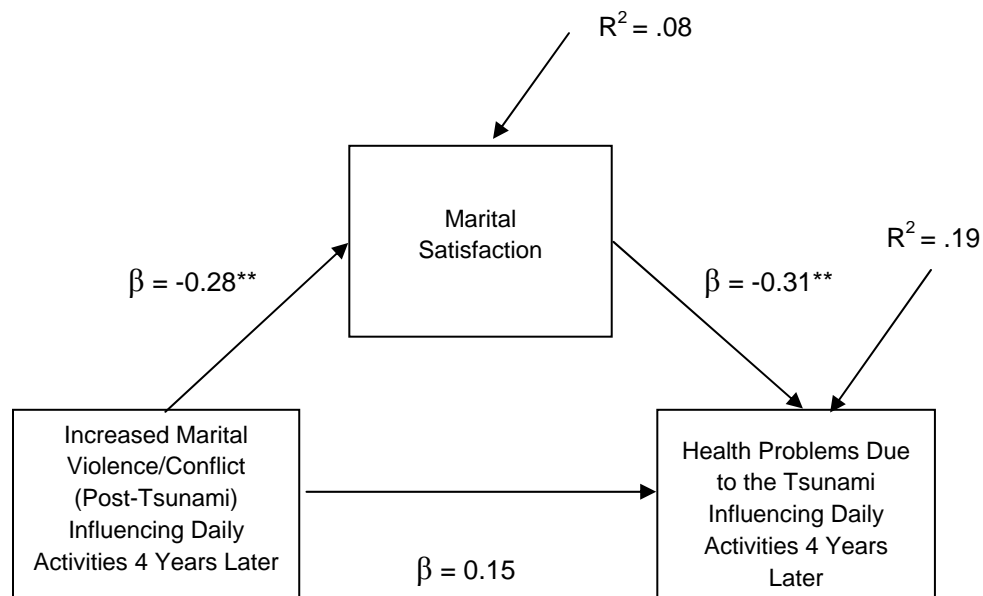 R² = .08
Marital
Satisfaction
R² = .19
β = -0.28**
β = -0.31**
Increased Marital
Violence/Conflict
(Post-Tsunami)
Influencing Daily
Activities 4 Years Later
Health Problems Due
to the Tsunami
Influencing Daily
Activities 4 Years
Later
β = 0.15